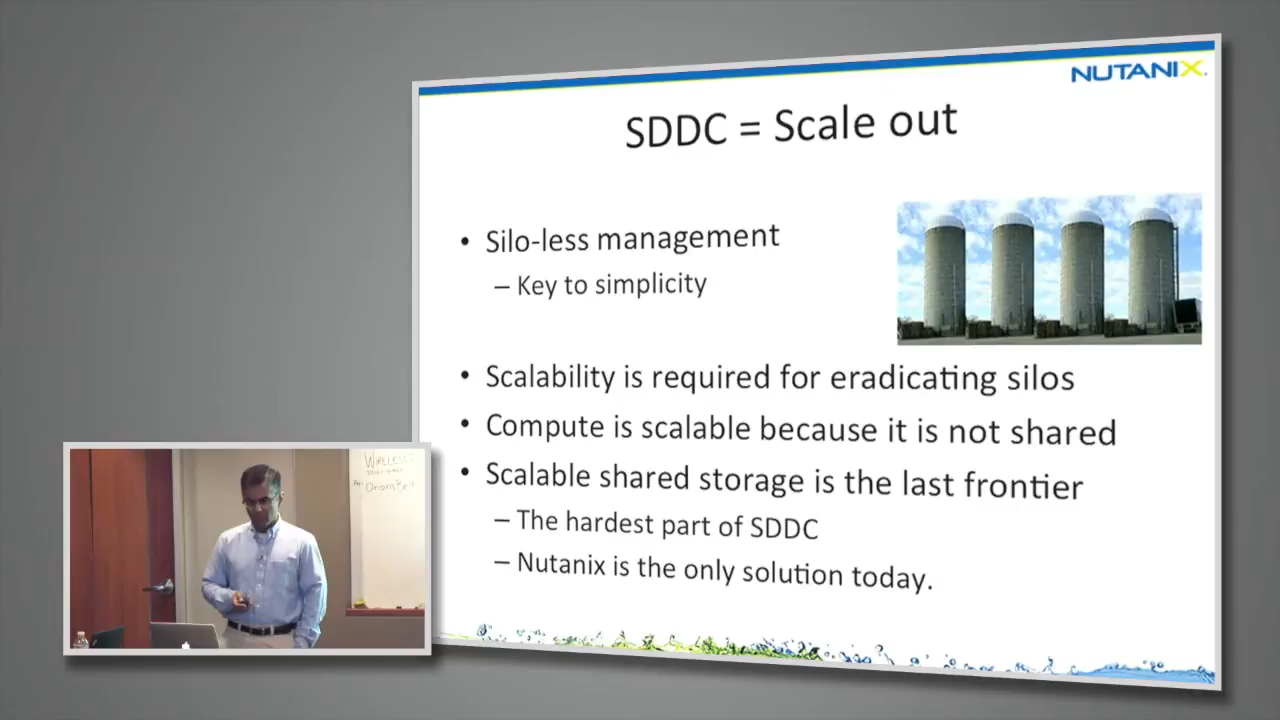 NUTANIX
SDDC = Scale out
• Silo-less management
– Key to simplicity
• Scalability is required for eradicating silos
• Compute is scalable because it is not shared
• Scalable shared storage is the last frontier
– The hardest part of SDDC
– Nutanix is the only solution today.
WIRELESS